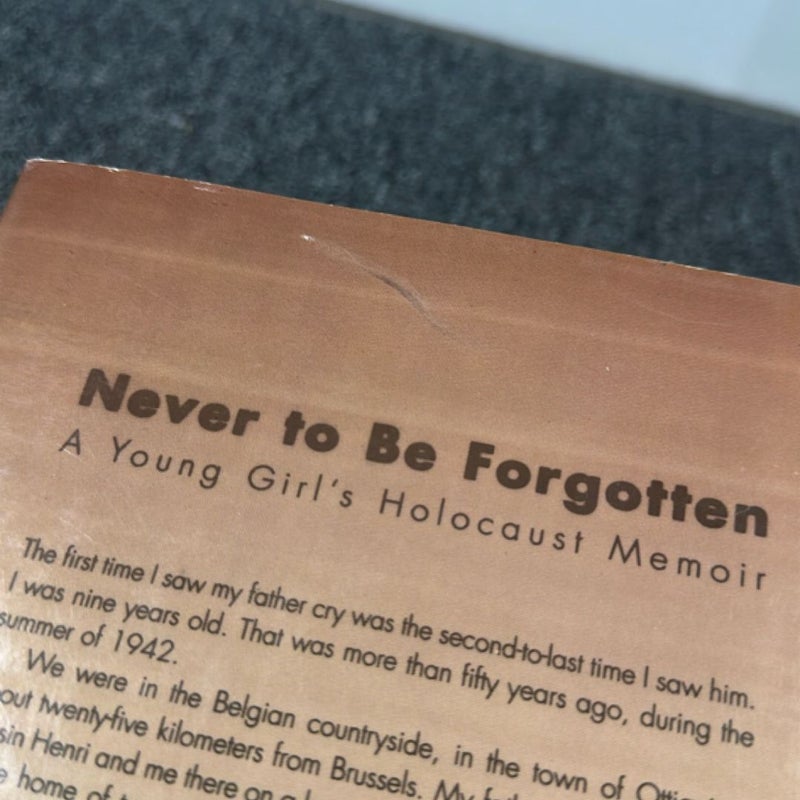 Never to Be Forgotten
A Young Girl's Holocaust Memoir
The first time I saw my father cry was the second-to-last time I saw him.
I was nine years old. That was more than fifty years ago, during the
summer of 1942.
We were in the Belgian countryside, in the town of
twenty-five kilometers from Brussels. My
Henri and me there on a
home of